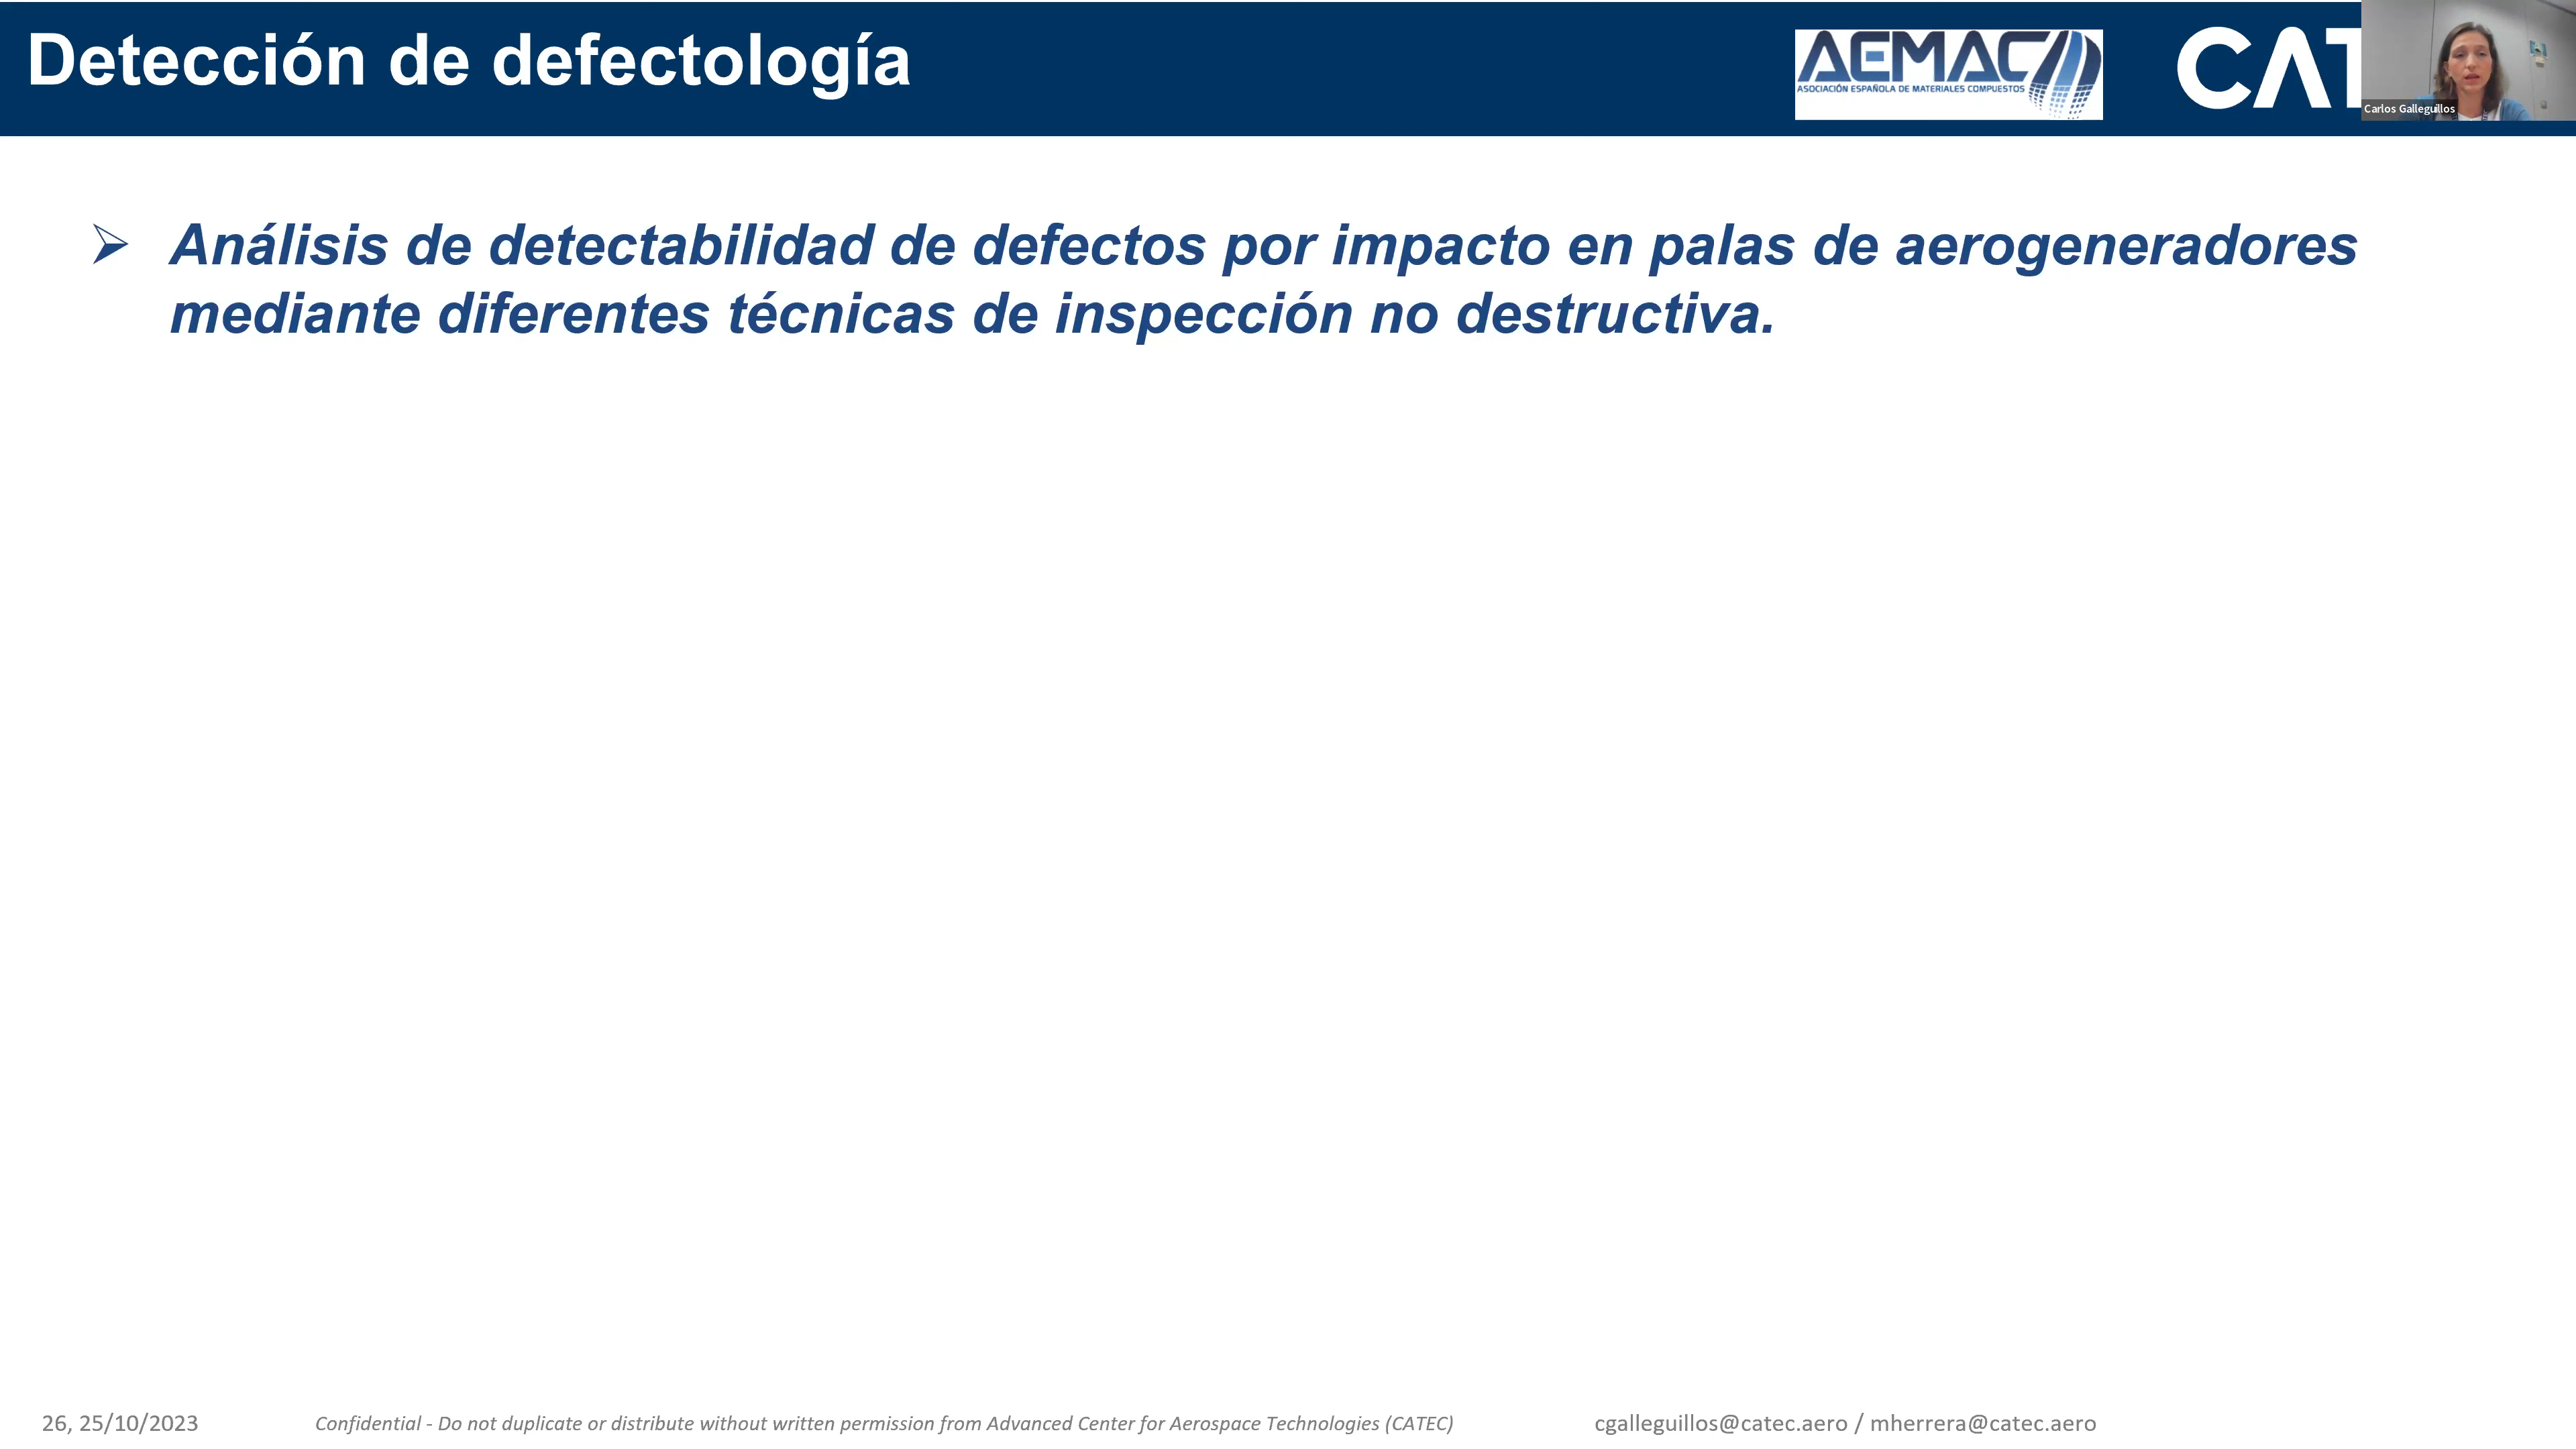 Detección de defectología
AEMAC
ASOCIACIÓN ESPAÑOLA DE MATERIALES COMPUESTOS
CAT
Carlos Galleguillos
Análisis de detectabilidad de defectos por impacto en palas de aerogeneradores
mediante diferentes técnicas de inspección no destructiva.
26, 25/10/2023
Confidential - Do not duplicate or distribute without written permission from Advanced Center for Aerospace Technologies (CATEC)
cgalleguillos@catec.aero / mherrera@catec.aero